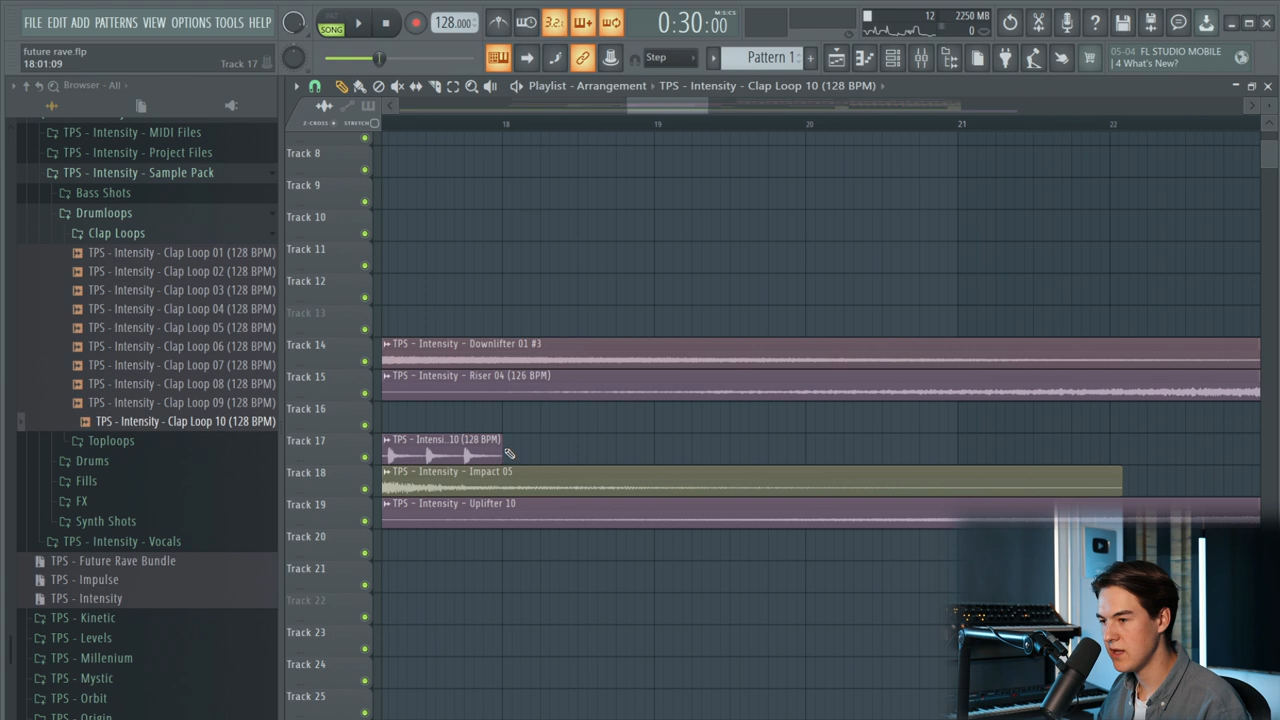 FILE EDIT ADD PATTERNS VIEW OPTIONS TOOLS HELP
SONG
128.000
3.2:
0:30:00
M:S:CS
12
2250 MB
0
future rave.flp
18:01:09
Track 17
Step
Pattern 1
05-04 FL STUDIO MOBILE
| 4 What's New?
Browser - All
Playlist - Arrangement ▸ TPS - Intensity - Clap Loop 10 (128 BPM) ▸
Z-CROSS
STRETCH
18
19
20
21
22
TPS - Intensity - MIDI Files
TPS - Intensity - Project Files
TPS - Intensity - Sample Pack
Bass Shots
Drumloops
Clap Loops
TPS - Intensity - Clap Loop 01 (128 BPM)
TPS - Intensity - Clap Loop 02 (128 BPM)
TPS - Intensity - Clap Loop 03 (128 BPM)
TPS - Intensity - Clap Loop 04 (128 BPM)
TPS - Intensity - Clap Loop 05 (128 BPM)
TPS - Intensity - Clap Loop 06 (128 BPM)
TPS - Intensity - Clap Loop 07 (128 BPM)
TPS - Intensity - Clap Loop 08 (128 BPM)
TPS - Intensity - Clap Loop 09 (128 BPM)
TPS - Intensity - Clap Loop 10 (128 BPM)
Toploops
Drums
Fills
FX
Synth Shots
TPS - Intensity - Vocals
TPS - Future Rave Bundle
TPS - Impulse
TPS - Intensity
TPS - Kinetic
TPS - Levels
TPS - Millenium
TPS - Mystic
TPS - Orbit
TPS - Origin
Track 8
Track 9
Track 10
Track 11
Track 12
Track 13
Track 14
TPS - Intensity - Downlifter 01 #3
Track 15
TPS - Intensity - Riser 04 (126 BPM)
Track 16
Track 17
TPS - Intensi..10 (128 BPM)
Track 18
TPS - Intensity - Impact 05
Track 19
TPS - Intensity - Uplifter 10
Track 20
Track 21
Track 22
Track 23
Track 24
Track 25